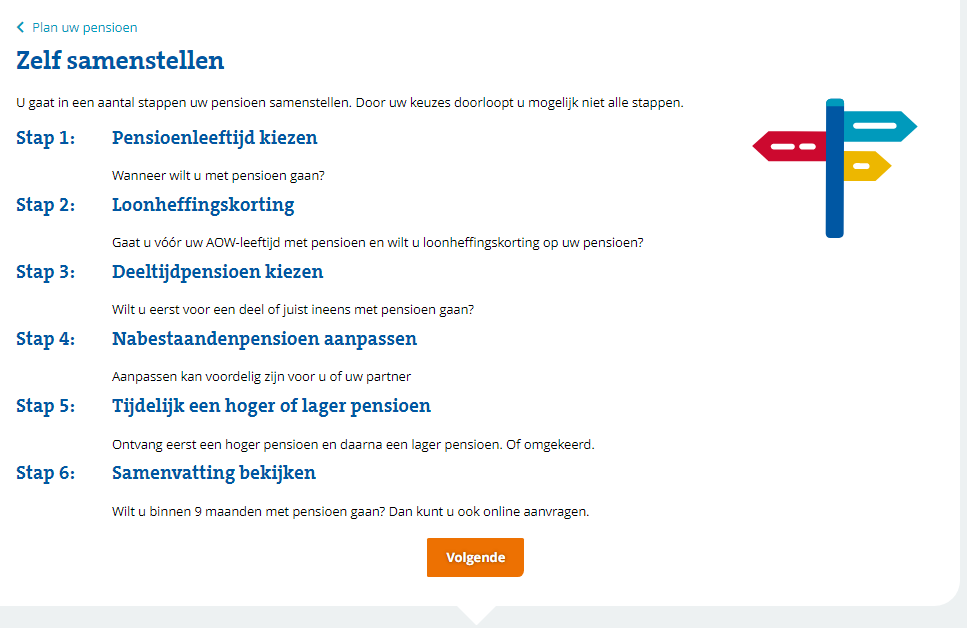 Plan uw pensioen
Zelf samenstellen
U gaat in een aantal stappen uw pensioen samenstellen. Door uw keuzes doorloopt u mogelijk niet alle stappen.
Stap 1: Pensioenleeftijd kiezen
Wanneer wilt u met pensioen gaan?
Stap 2: Loonheffingskorting
Gaat u vóór uw AOW-leeftijd met pensioen en wilt u loonheffingskorting op uw pensioen?
Stap 3: Deeltijdpensioen kiezen
Wilt u eerst voor een deel of juist ineens met pensioen gaan?
Stap 4: Nabestaandenpensioen aanpassen
Aanpassen kan voordelig zijn voor u of uw partner
Stap 5: Tijdelijk een hoger of lager pensioen
Ontvang eerst een hoger pensioen en daarna een lager pensioen. Of omgekeerd.
Stap 6: Samenvatting bekijken
Wilt u binnen 9 maanden met pensioen gaan? Dan kunt u ook online aanvragen.
Volgende